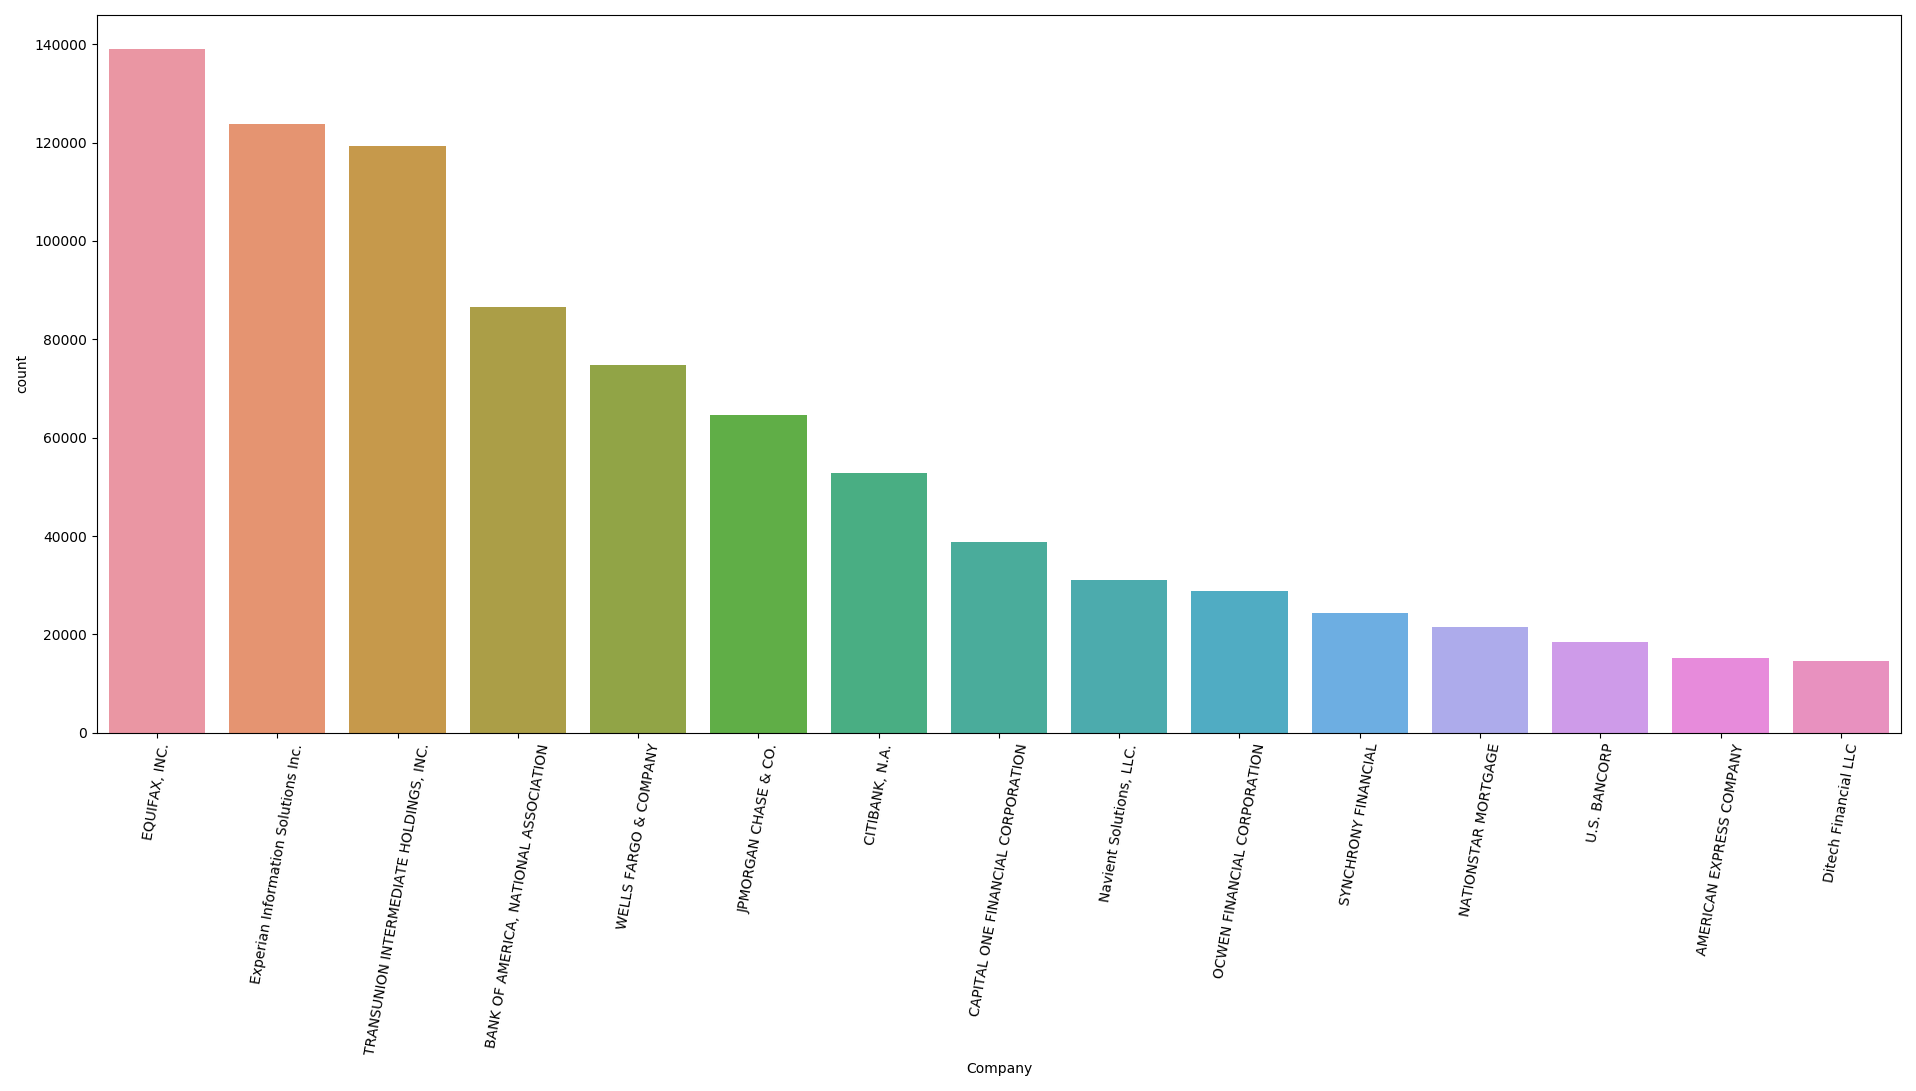 140000
120000
100000
80000
60000
40000
20000
0
count
EQUIFAX, INC.
Experian Information Solutions Inc.
TRANSUNION INTERMEDIATE HOLDINGS, INC.
BANK OF AMERICA, NATIONAL ASSOCIATION
WELLS FARGO & COMPANY
JPMORGAN CHASE & CO.
CITIBANK, N.A.
CAPITAL ONE FINANCIAL CORPORATION
Navient Solutions, LLC.
OCWEN FINANCIAL CORPORATION
SYNCHRONY FINANCIAL
NATIONSTAR MORTGAGE
U.S. BANCORP
AMERICAN EXPRESS COMPANY
Ditech Financial LLC
Company